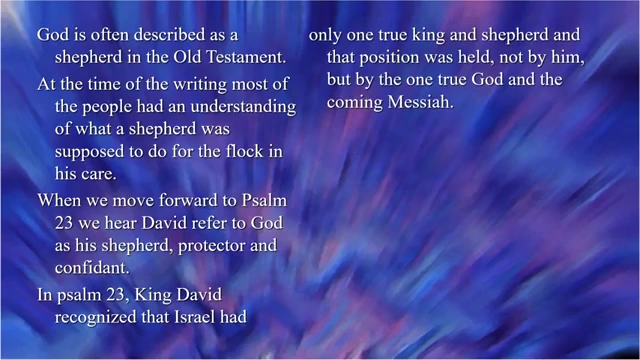 God is often described as a
shepherd in the Old Testament.
At the time of the writing most of
the people had an understanding
of what a shepherd was
supposed to do for the flock in
his care.
When we move forward to Psalm
23 we hear David refer to God
as his shepherd, protector and
confidant.
In psalm 23, King David
recognized that Israel had
only one true king and shepherd and
that position was held, not by him,
but by the one true God and the
coming Messiah.